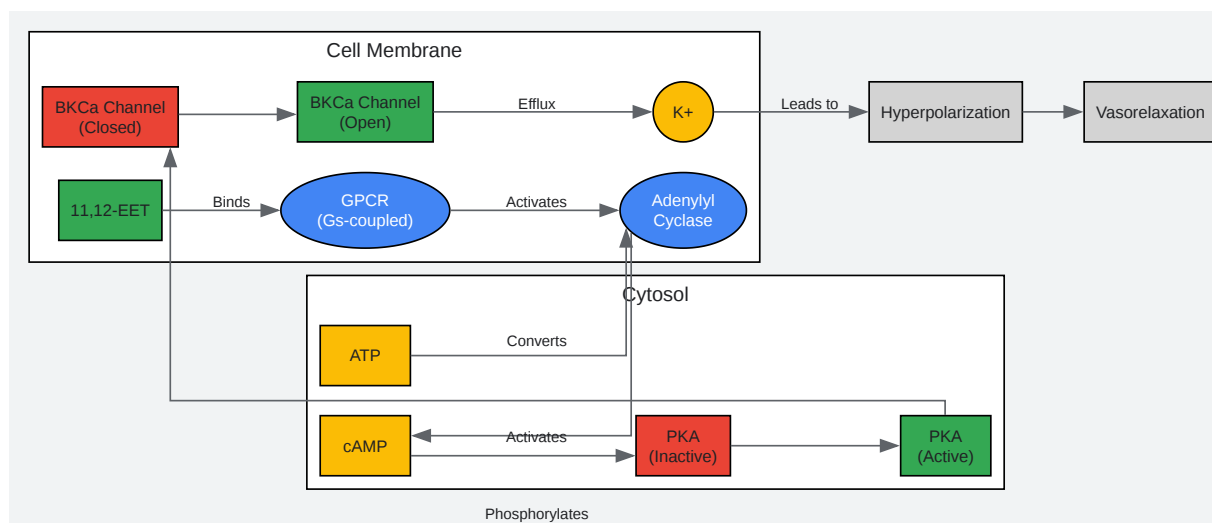 Cell Membrane
BKCa Channel
(Closed)
BKCa Channel
(Open)
Efflux
K+
Leads to
Hyperpolarization
Vasorelaxation
11,12-EET
Binds
GPCR
(Gs-coupled)
Activates
Adenylyl
Cyclase
Cytosol
ATP
Converts
cAMP
Activates
PKA
(Inactive)
PKA
(Active)
Phosphorylates